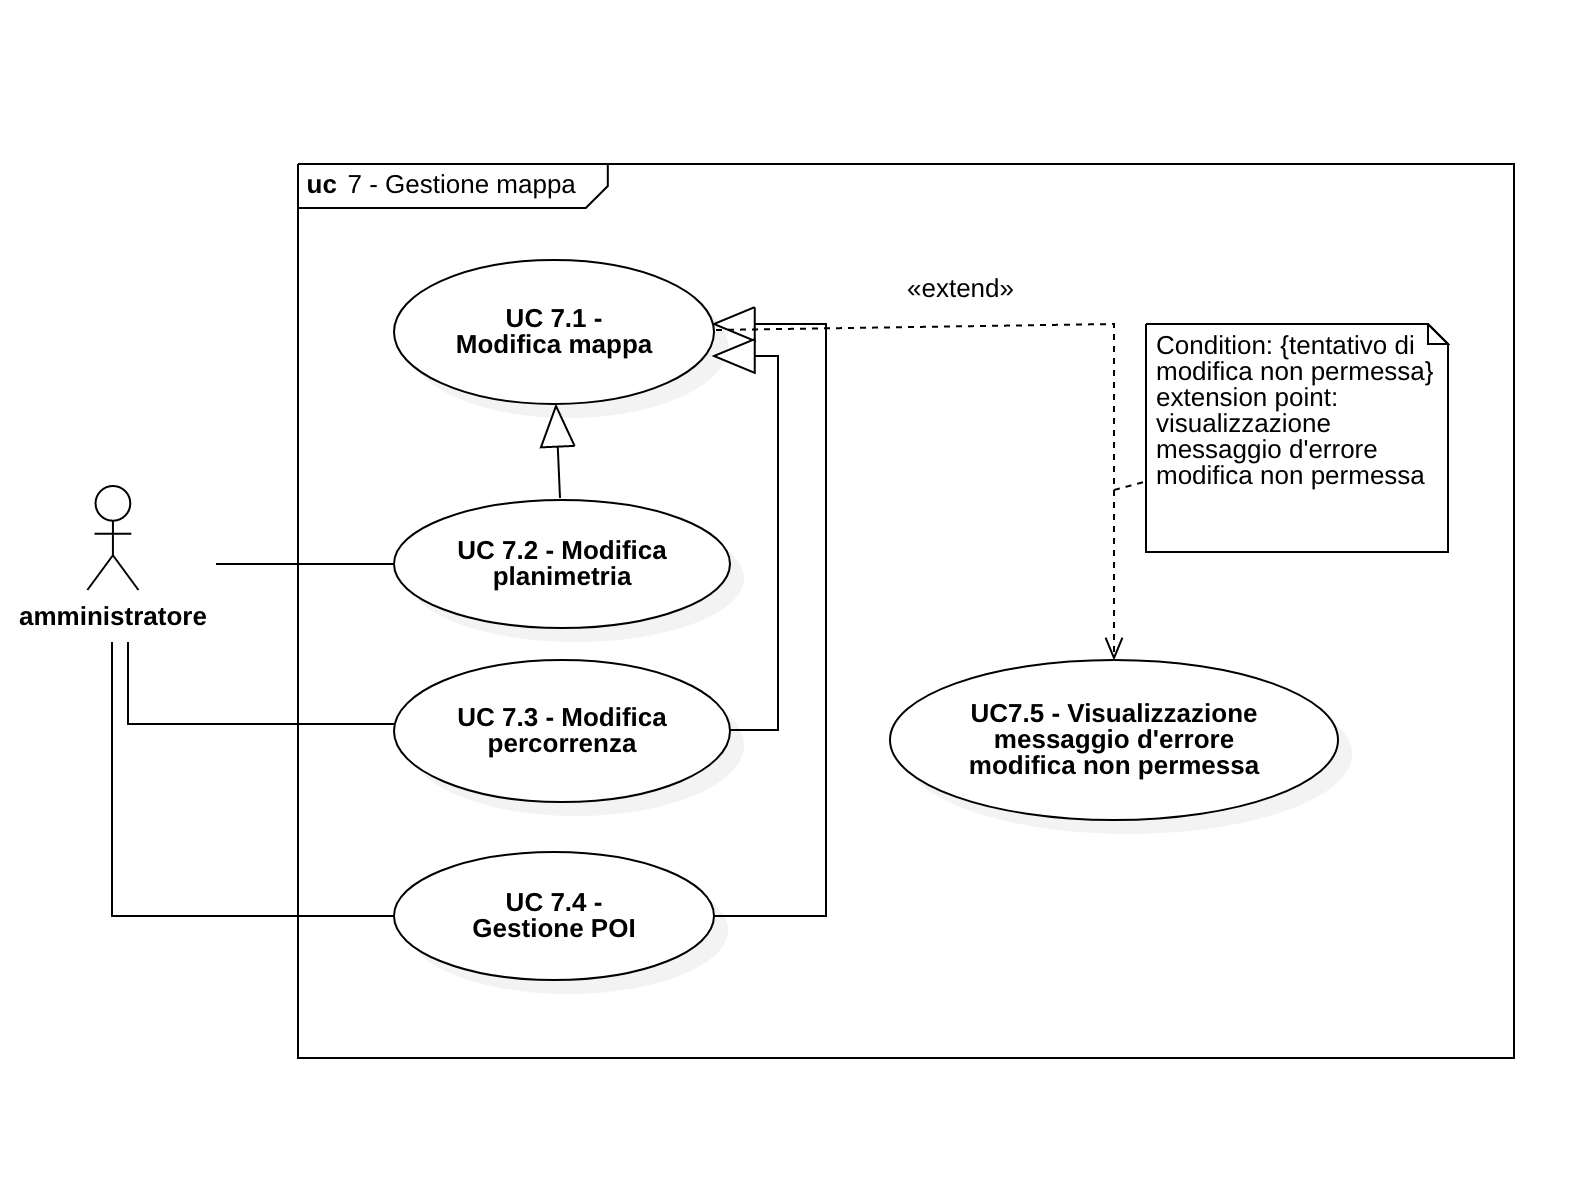 uc 7 - Gestione mappa
UC 7.1 -
Modifica mappa
«extend»
Condition: {tentativo di
modifica non permessa}
extension point:
visualizzazione
messaggio d'errore
modifica non permessa
UC 7.2 - Modifica
planimetria
amministratore
UC 7.3 - Modifica
percorrenza
UC7.5 - Visualizzazione
messaggio d'errore
modifica non permessa
UC 7.4 -
Gestione POI